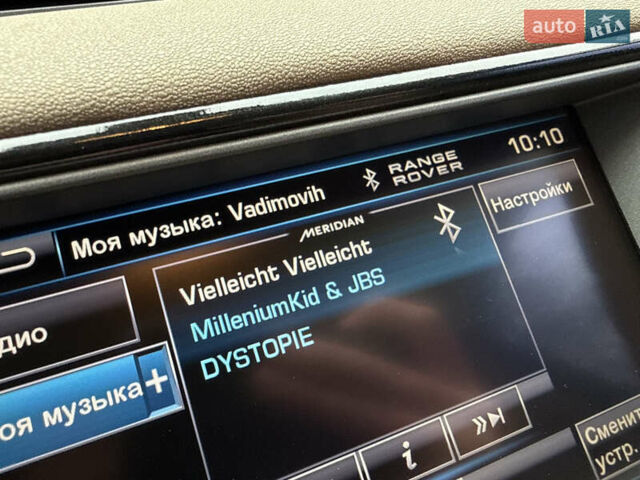 auto RIA
10:10
RANGE
ROVER
Моя музыка: Vadimovih
Настройки
MERIDIAN
Vielleicht Vielleicht
MilleniumKid & JBS
DYSTOPIE
дио
оя музыка +
i
Сменит
устр.